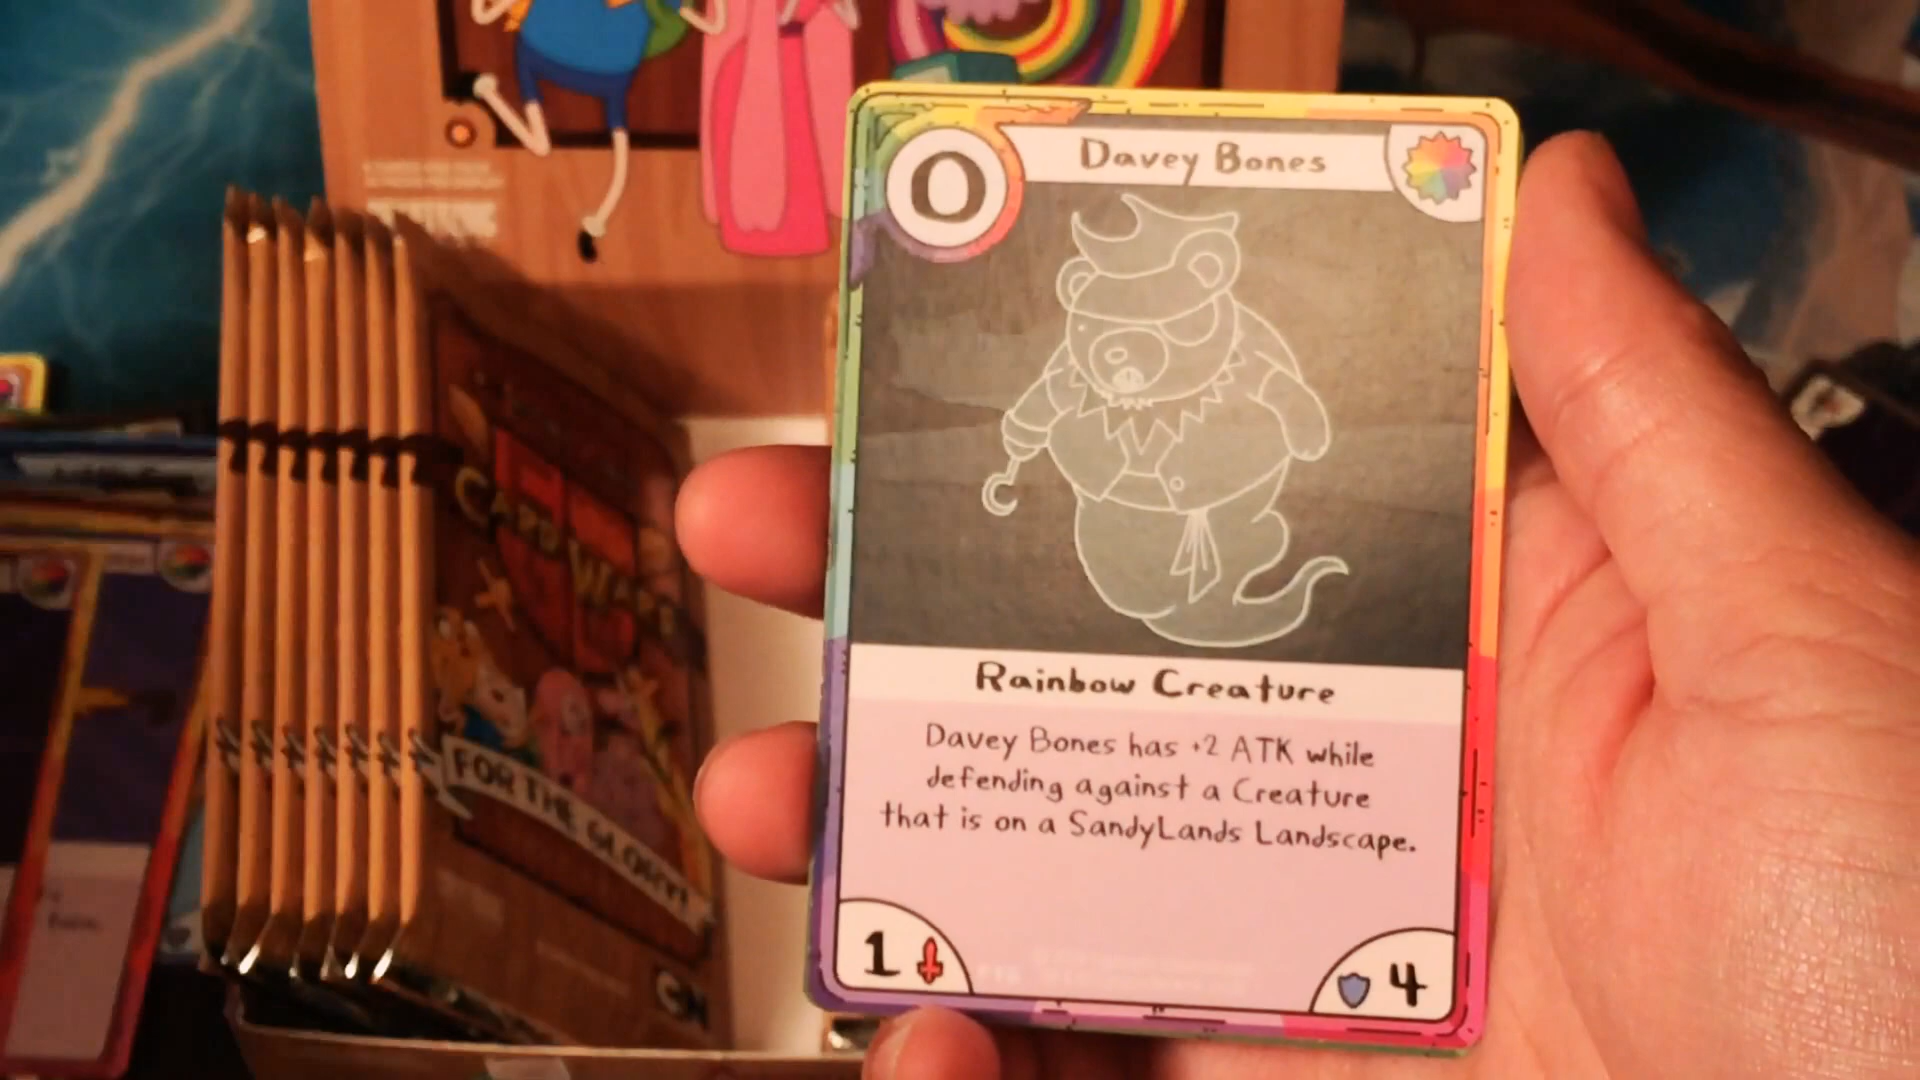 0
Davey Bones
Rainbow Creature
Davey Bones has +2 ATK while
defending against a Creature
that is on a SandyLands Landscape.
1
4
CARD WARS
FOR THE GLORY!
CN